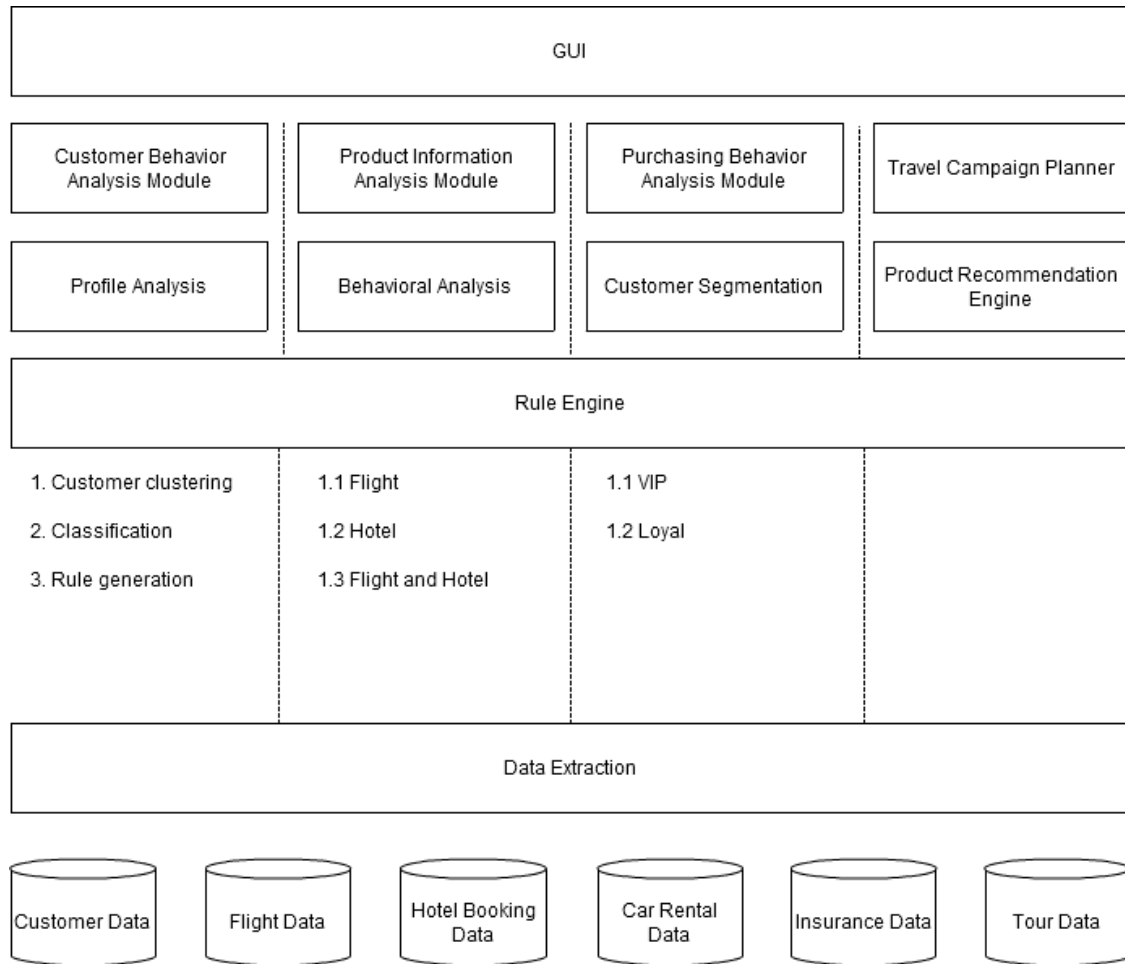 GUI
Customer Behavior
Analysis Module
Product Information
Analysis Module
Purchasing Behavior
Analysis Module
Travel Campaign Planner
Profile Analysis
Behavioral Analysis
Customer Segmentation
Product Recommendation
Engine
Rule Engine
1. Customer clustering
2. Classification
3. Rule generation
1.1 Flight
1.2 Hotel
1.3 Flight and Hotel
1.1 VIP
1.2 Loyal
Data Extraction
Customer Data
Flight Data
Hotel Booking
Data
Car Rental
Data
Insurance Data
Tour Data